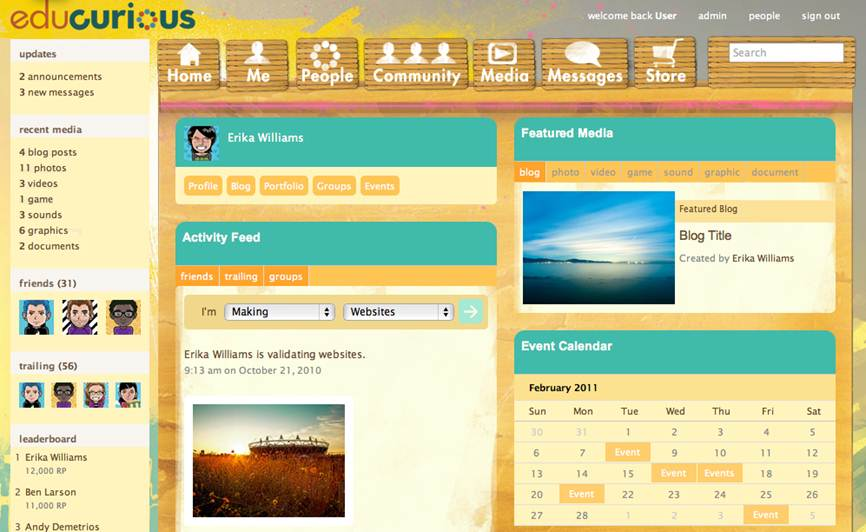 educurious
welcome back User admin people sign out
Home Me People Community Media Messages Store Search
updates
2 announcements
3 new messages
recent media
4 blog posts
11 photos
3 videos
1 game
3 sounds
6 graphics
2 documents
friends (31)
trailing (56)
leaderboard
1 Erika Williams
12,000 RP
2 Ben Larson
11,000 RP
3 Andy Demetrios
Erika Williams
Profile Blog Portfolio Groups Events
Activity Feed
friends trailing groups
I'm Making Websites
Erika Williams is validating websites.
9:13 am on October 21, 2010
Featured Media
blog photo video game sound graphic document
Featured Blog
Blog Title
Created by Erika Williams
Event Calendar
February 2011
Sun Mon Tue Wed Thu Fri Sat
30 31 1 2 3 4 5
6 7 Event 9 10 11 12
13 14 15 Event Events 18 19
20 Event 22 23 24 25 26
27 28 1 2 3 Event 5